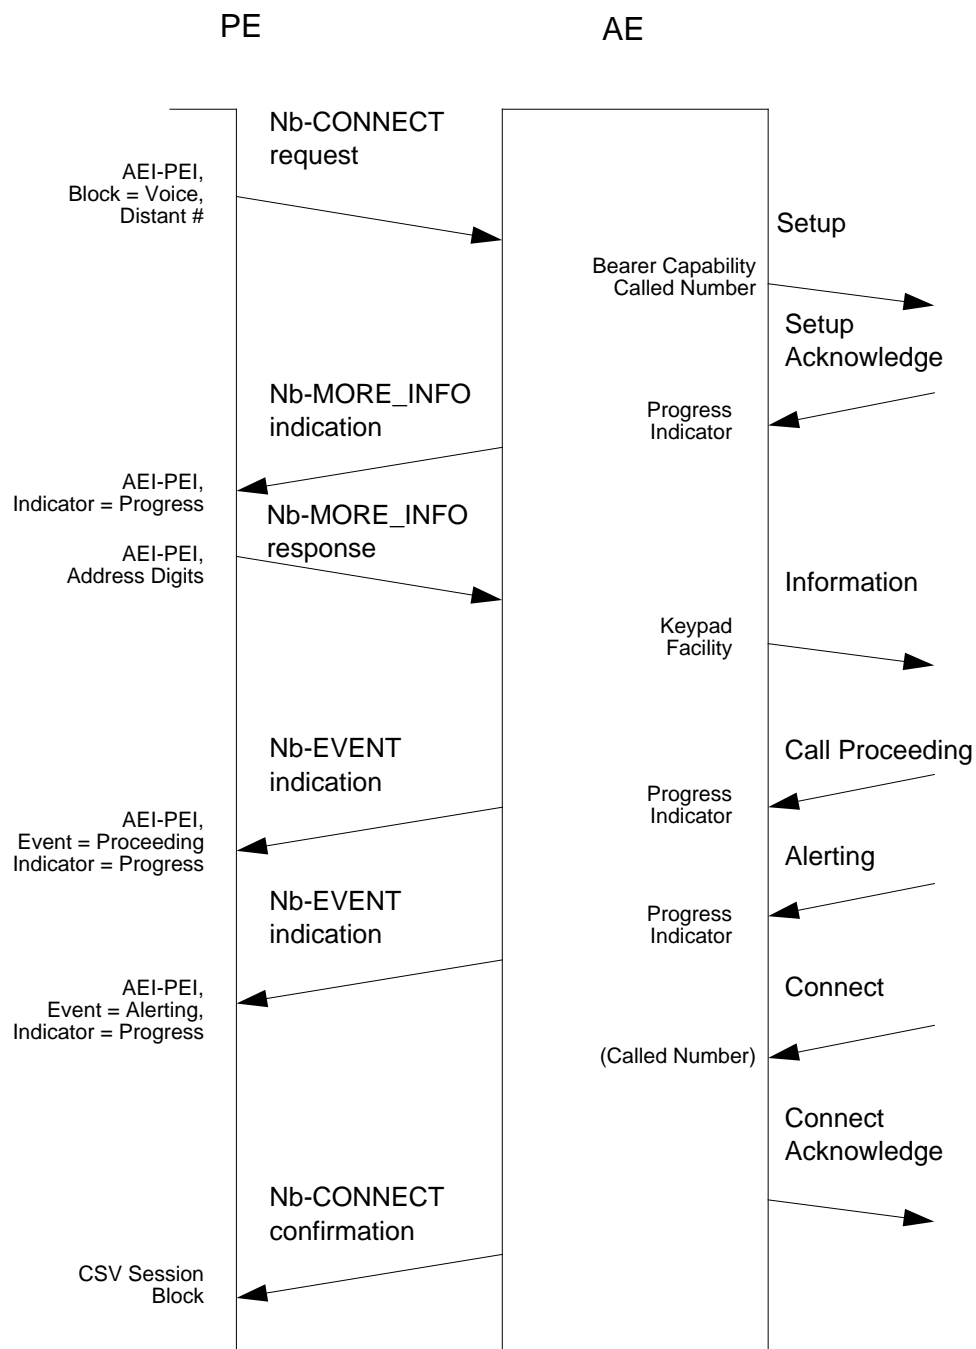 PE
AE
Nb-CONNECT
request
AEI-PEI,
Block = Voice,
Distant #
Setup
Bearer Capability
Called Number
Setup
Acknowledge
Nb-MORE_INFO
indication
Progress
Indicator
AEI-PEI,
Indicator = Progress
Nb-MORE_INFO
response
AEI-PEI,
Address Digits
Information
Keypad
Facility
Nb-EVENT
indication
Call Proceeding
Progress
Indicator
AEI-PEI,
Event = Proceeding
Indicator = Progress
Alerting
Nb-EVENT
indication
Progress
Indicator
AEI-PEI,
Event = Alerting,
Indicator = Progress
Connect
(Called Number)
Connect
Acknowledge
Nb-CONNECT
confirmation
CSV Session
Block